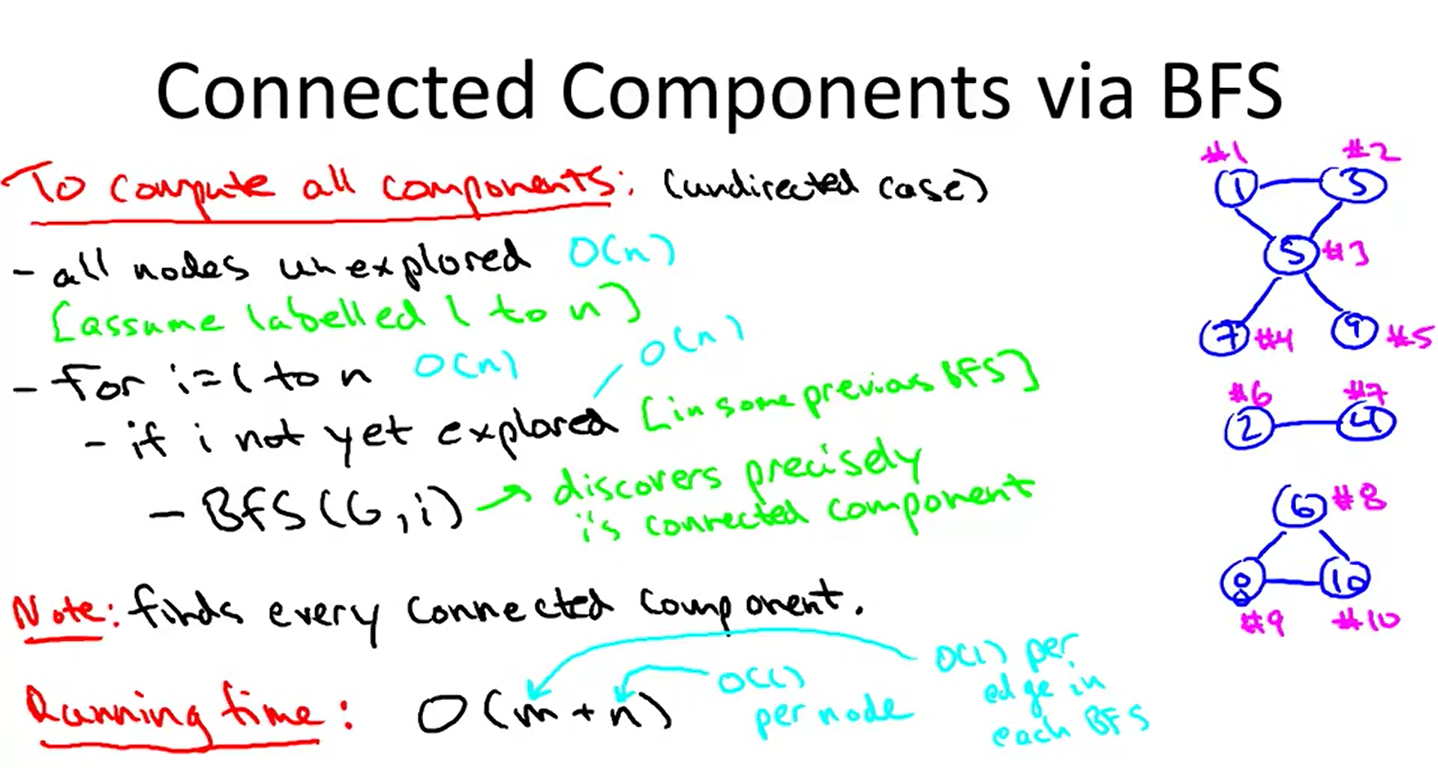 Connected Components via BFS
To compute all components: (undirected case)
- all nodes unexplored O(n)
[assume labelled 1 to n]
- For i=1 to n O(n)
O(n)
- if i not yet explored [in some previous BFS]
- BFS(G,i) → discovers precisely
i's connected component
Note: finds every connected component.
Running time: O(m+n)
O(1)
per node
O(1) per
edge in
each BFS
#1 #2
1 3
5 #3
7 #4 9 #5
#6 #7
2 4
6 #8
8 10
#9 #10